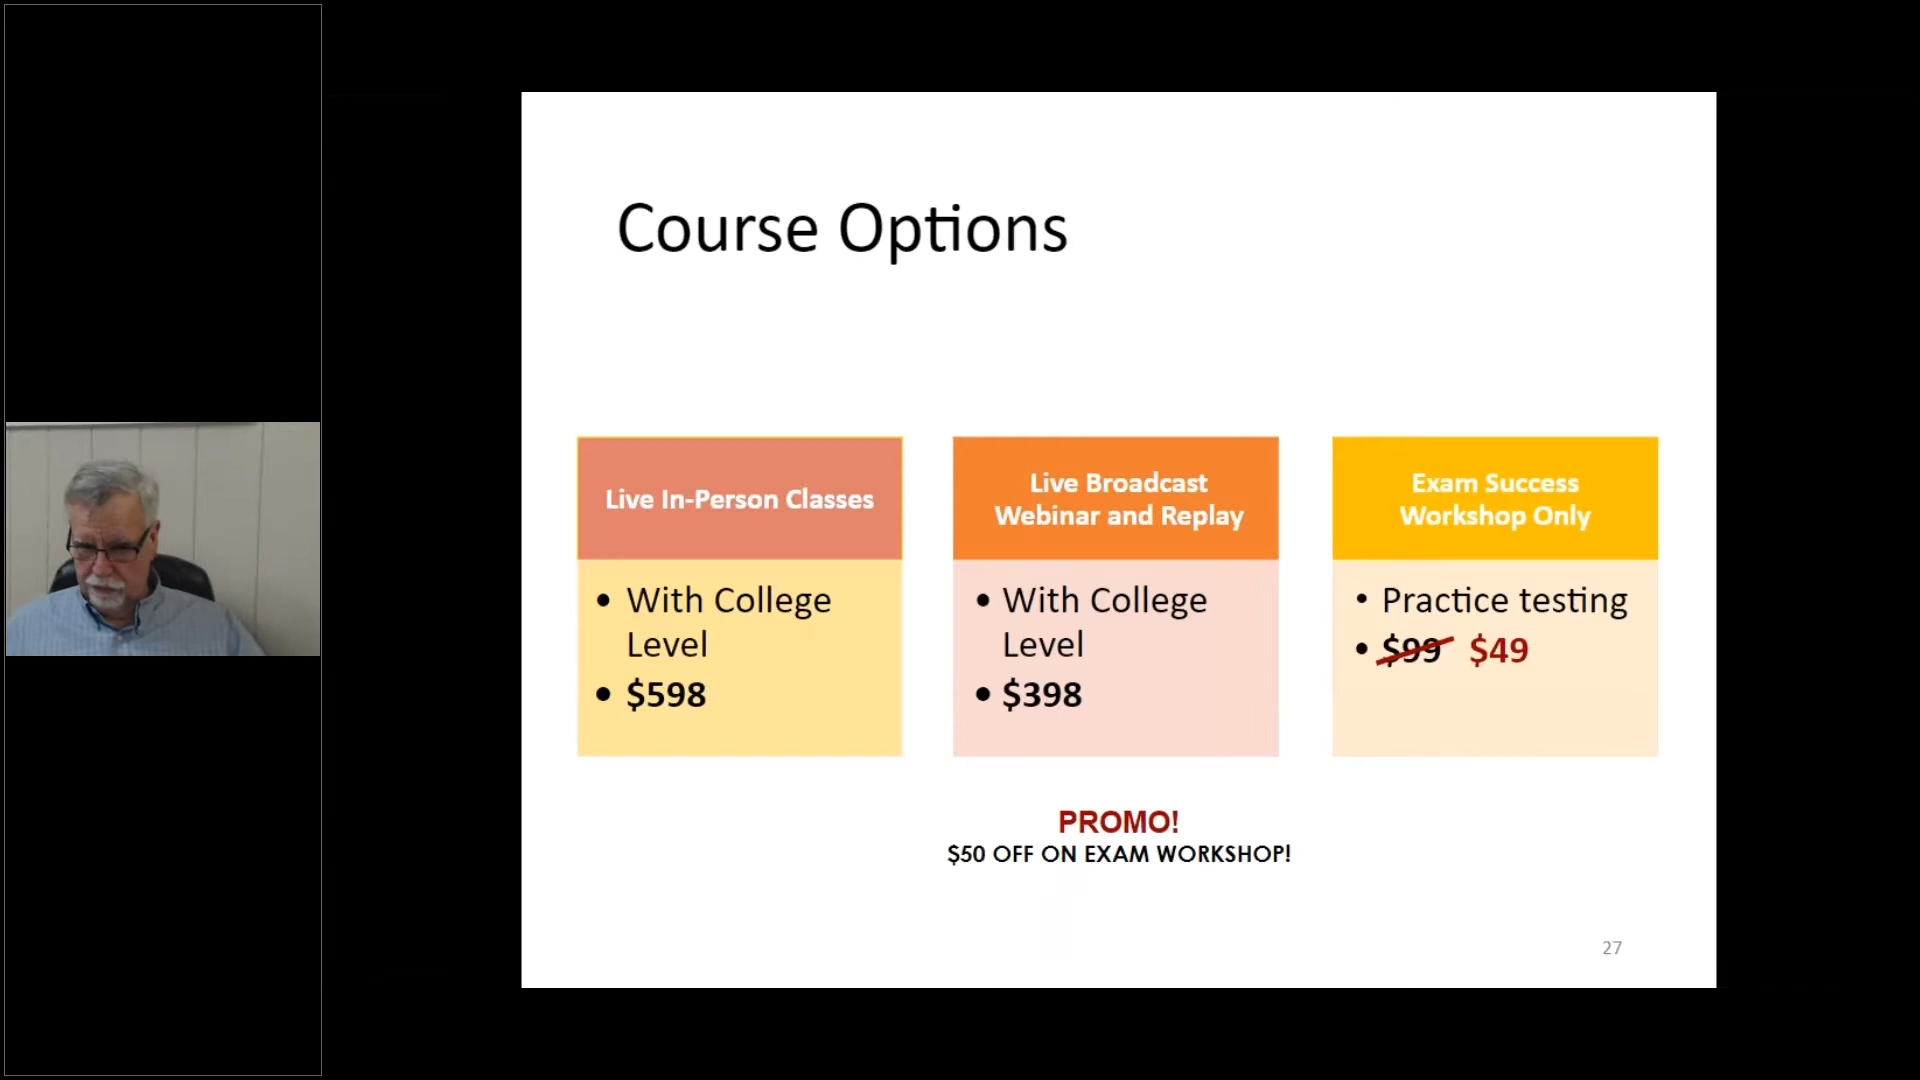 Course Options
Live In-Person Classes
• With College
Level
• $598
Live Broadcast
Webinar and Replay
• With College
Level
• $398
Exam Success
Workshop Only
• Practice testing
• $99 $49
PROMO!
$50 OFF ON EXAM WORKSHOP!
27